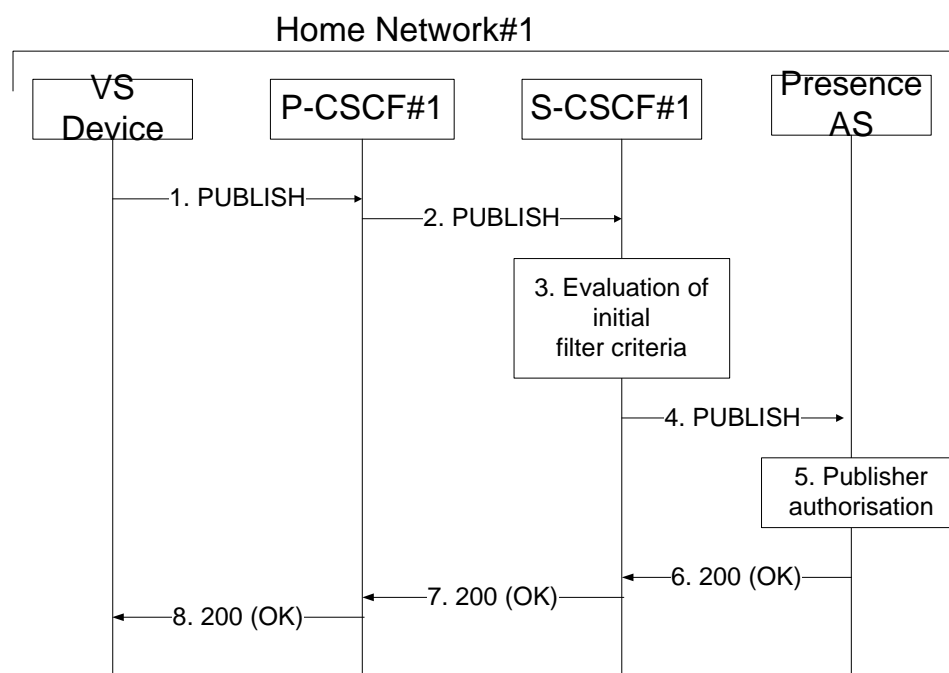 Home Network#1
VS
Device
P-CSCF#1
S-CSCF#1
Presence
AS
1. PUBLISH
2. PUBLISH
3. Evaluation of
initial
filter criteria
4. PUBLISH
5. Publisher
authorisation
6. 200 (OK)
7. 200 (OK)
8. 200 (OK)